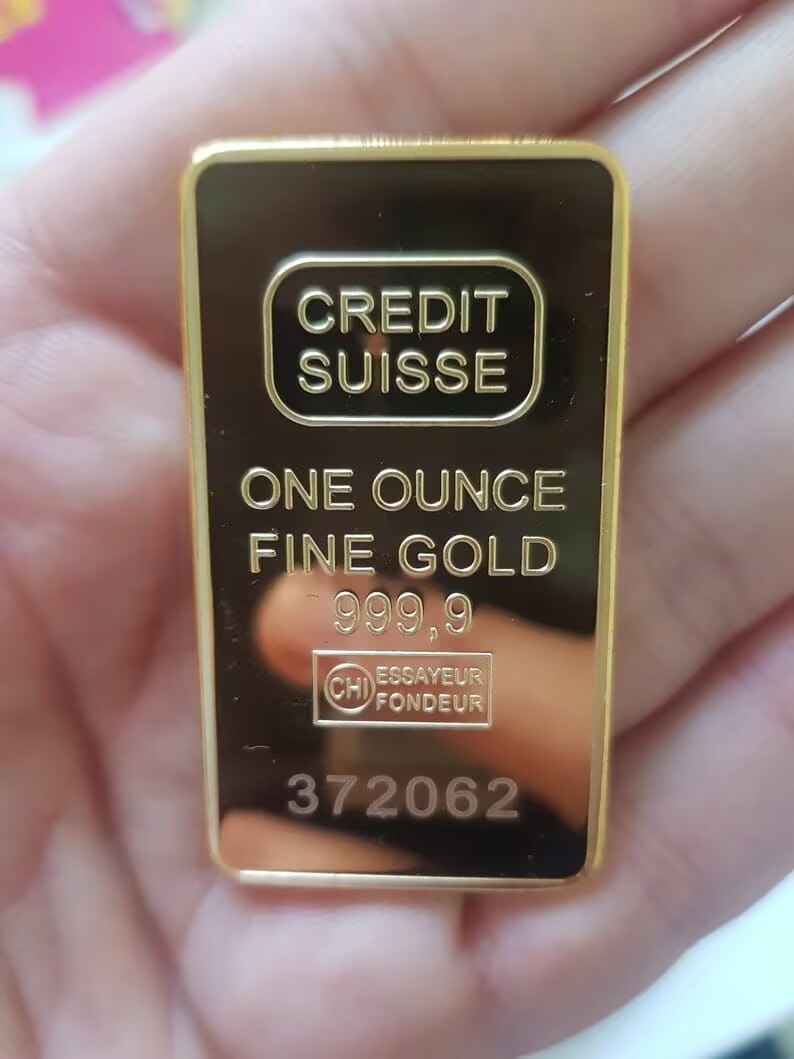 CREDIT
SUISSE
ONE OUNCE
FINE GOLD
999,9
CHI ESSAYEUR
FONDEUR
372062